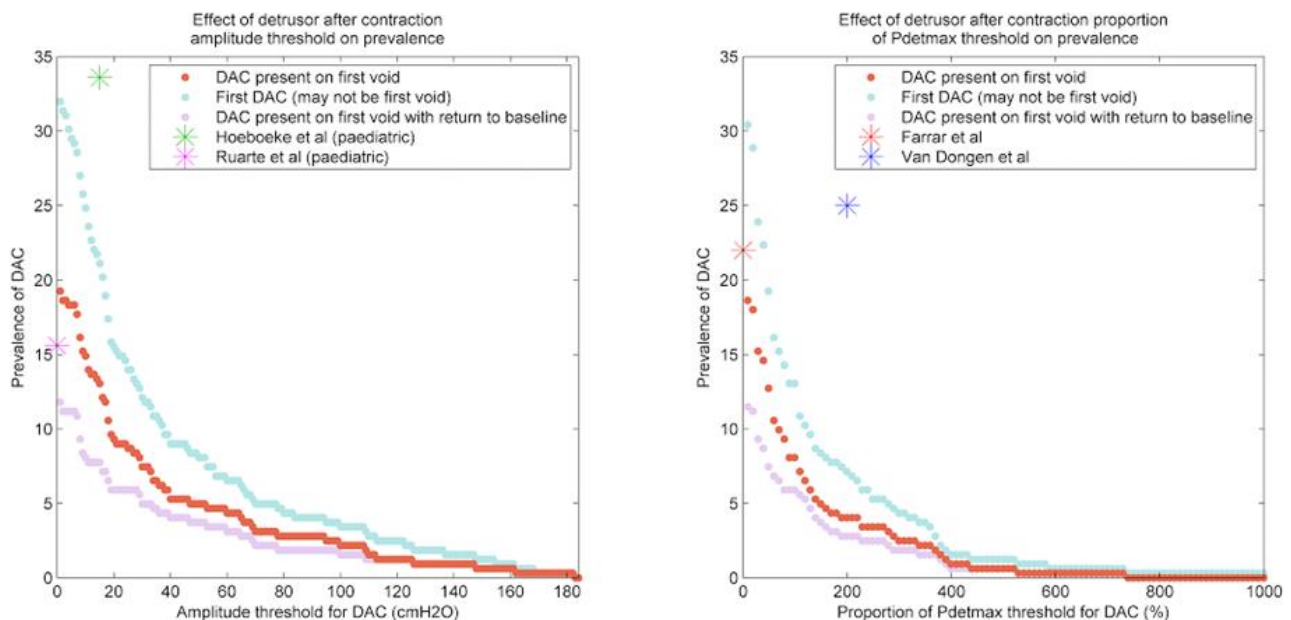 Effect of detrusor after contraction
amplitude threshold on prevalence
35
30
25
20
15
10
5
0
Prevalence of DAC
DAC present on first void
First DAC (may not be first void)
DAC present on first void with return to baseline
Hoeboeke et al (paediatric)
Ruarte et al (paediatric)
0 20 40 60 80 100 120 140 160 180
Amplitude threshold for DAC (cmH2O)
Effect of detrusor after contraction proportion
of Pdetmax threshold on prevalence
35
30
25
20
15
10
5
0
Prevalence of DAC
DAC present on first void
First DAC (may not be first void)
DAC present on first void with return to baseline
Farrar et al
Van Dongen et al
0 200 400 600 800 1000
Proportion of Pdetmax threshold for DAC (%)